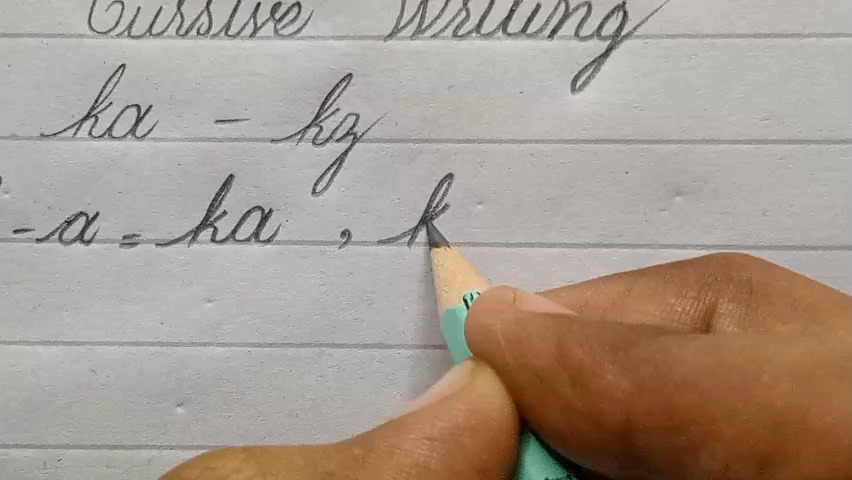 Cursive Writing
ka - kz
- a = ka , k